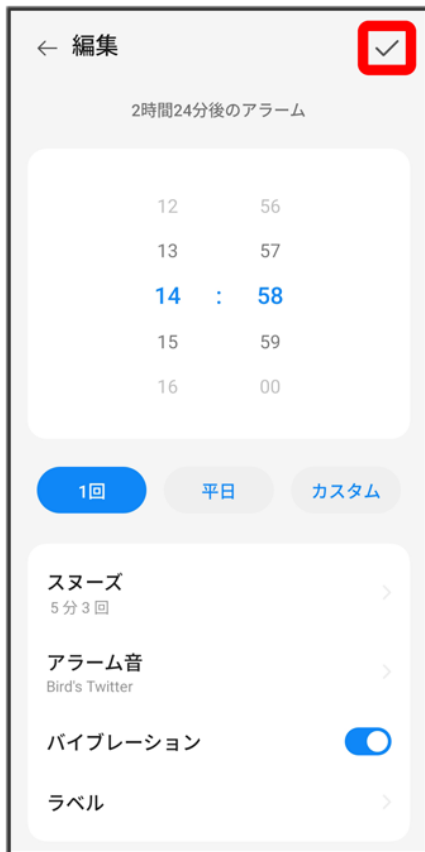 編集
2時間24分後のアラーム
12 56
13 57
14 : 58
15 59
16 00
1回 平日 カスタム
スヌーズ
5分3回
アラーム音
Bird's Twitter
バイブレーション
ラベル